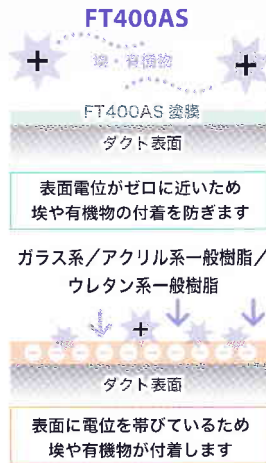 FT400AS
+ 埃・有機物 +
FT400AS 塗膜
ダクト表面
表面電位がゼロに近いため
埃や有機物の付着を防ぎます
ガラス系／アクリル系一般樹脂／
ウレタン系一般樹脂
+
ダクト表面
表面に電位を帯びているため
埃や有機物が付着します